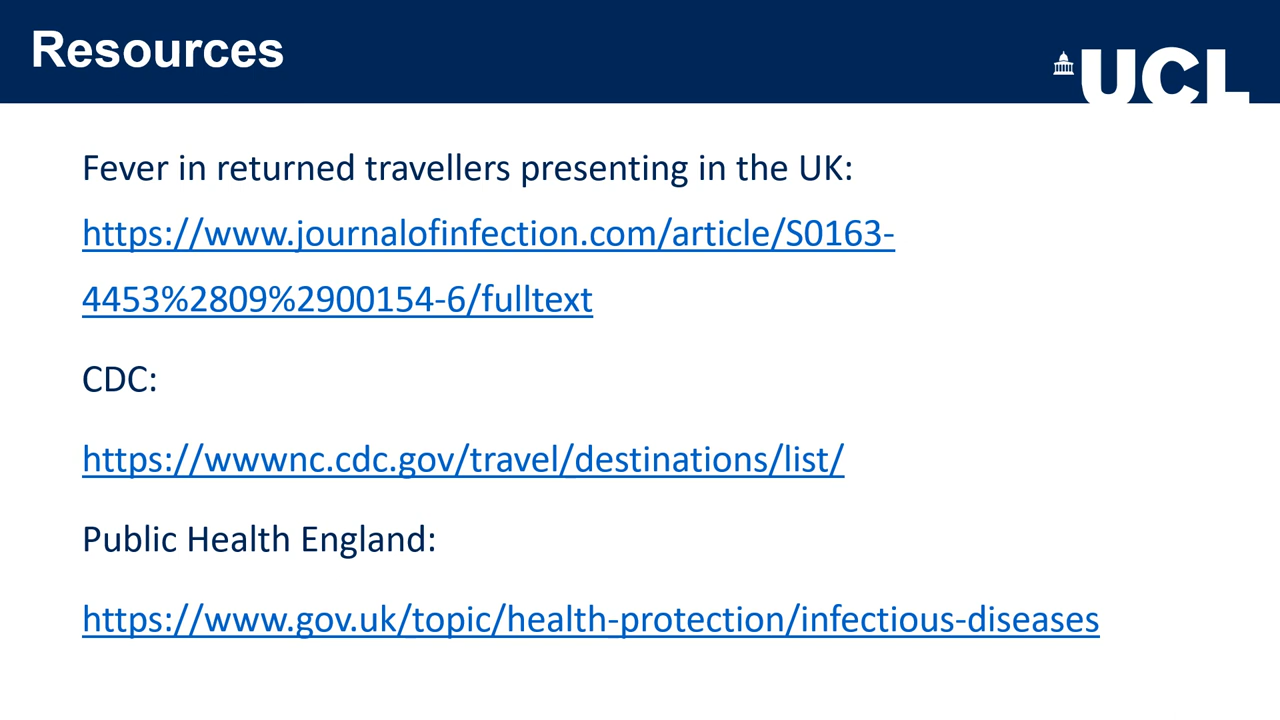 Resources
UCL
Fever in returned travellers presenting in the UK:
https://www.journalofinfection.com/article/S0163-
4453%2809%2900154-6/fulltext
CDC:
https://wwwnc.cdc.gov/travel/destinations/list/
Public Health England:
https://www.gov.uk/topic/health-protection/infectious-diseases